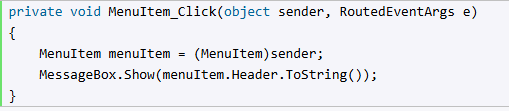 private void MenuItem_Click(object sender, RoutedEventArgs e)
{
    MenuItem menuItem = (MenuItem)sender;
    MessageBox.Show(menuItem.Header.ToString());
}